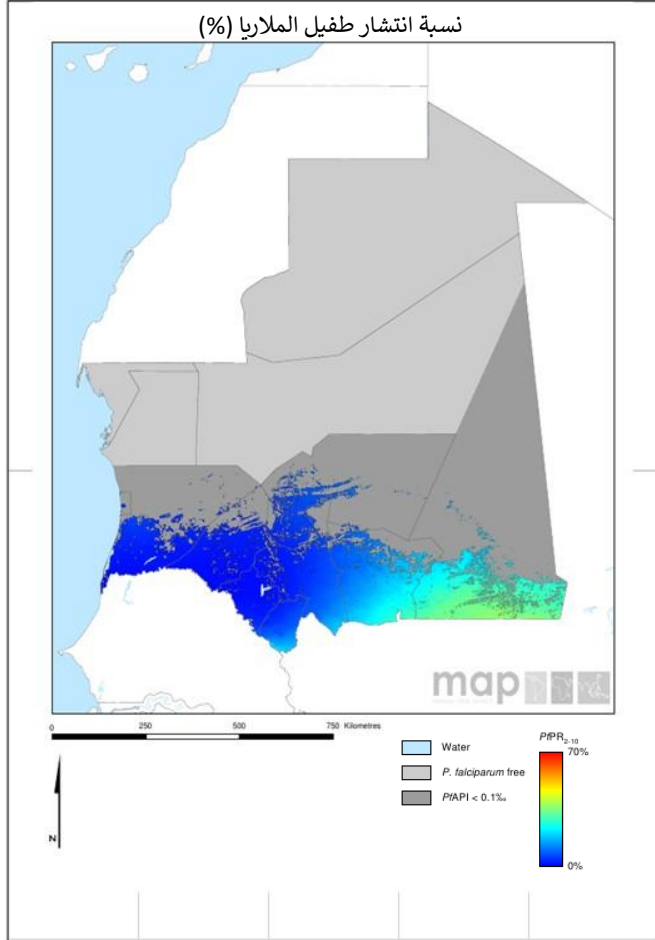 نسبة انتشار طفيل الملاريا (%)
map
0 250 500 750 Kilometres
Water
P. falciparum free
PfAPI < 0.1‰
PfPR2-10
70%
0%
N